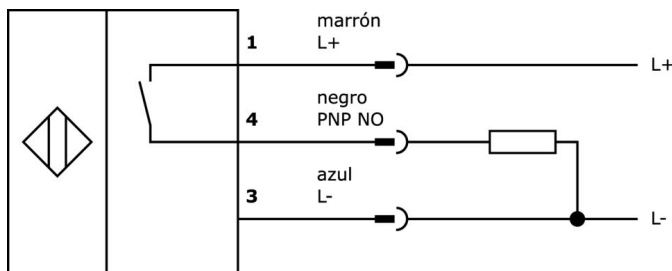 marrón
1 L+
L+
negro
4 PNP NO
azul
3 L-
L-